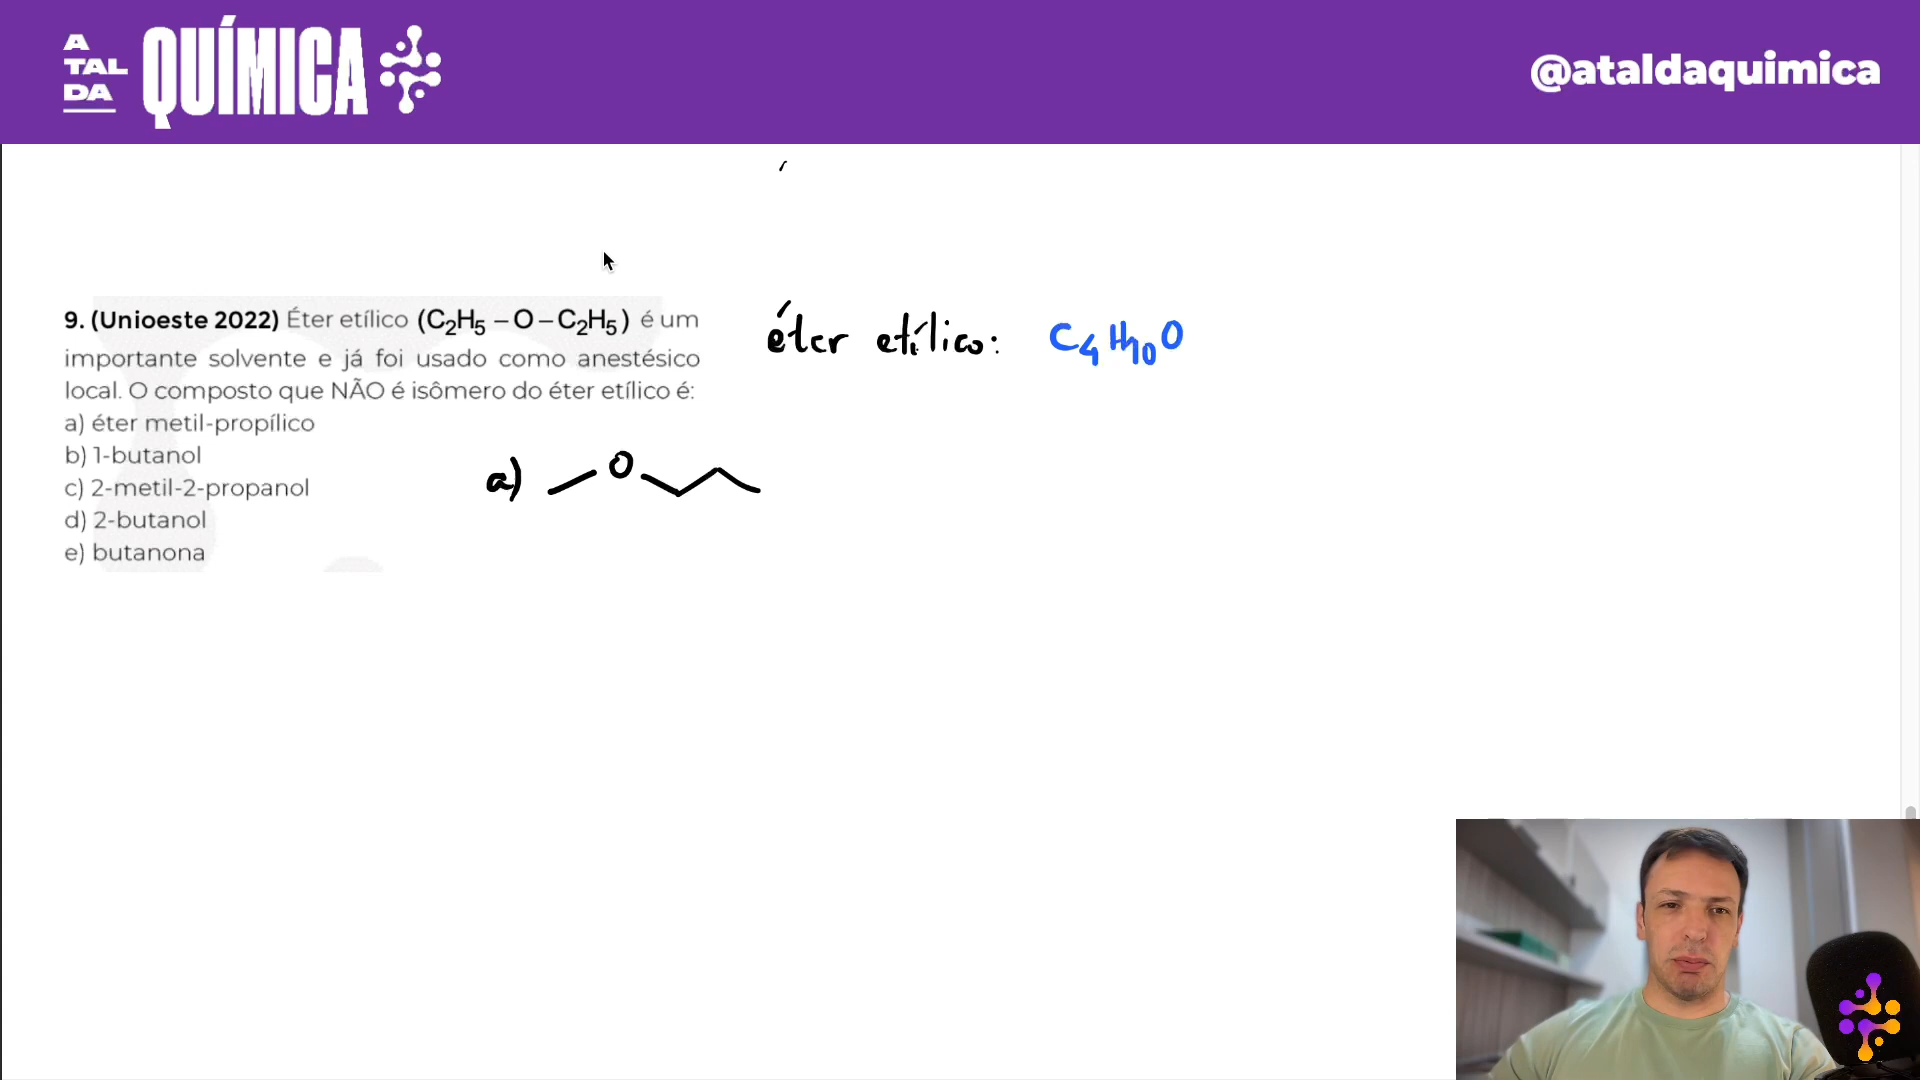 A
TAL
DA
QUÍMICA
@ataldaquimica
9. (Unioeste 2022) Éter etílico (C₂H₅ – O – C₂H₅) é um
importante solvente e já foi usado como anestésico
local. O composto que NÃO é isômero do éter etílico é:
a) éter metil-propílico
b) 1-butanol
c) 2-metil-2-propanol
d) 2-butanol
e) butanona
éter etílico: C₄H₁₀O
a) O